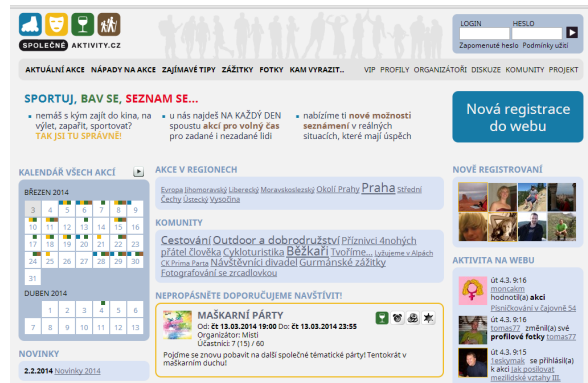 SPOLEČNÉ AKTIVITY.CZ
LOGIN HESLO
Zapomenuté heslo Podmínky užití
AKTUÁLNÍ AKCE NÁPADY NA AKCE ZAJÍMAVÉ TIPY ZÁŽITKY FOTKY KAM VYRAZIT.. VIP PROFILY ORGANIZÁTOŘI DISKUZE KOMUNITY PROJEKT
SPORTUJ, BAV SE, SEZNAM SE...
nemáš s kým zajít do kina, na
výlet, zapařit, sportovat?
TAK JSI TU SPRÁVNĚ!
u nás najdeš NA KAŽDÝ DEN
spoustu akcí pro volný čas
pro zadané i nezadané lidi
nabízíme ti nové možnosti
seznámení v reálných
situacích, které mají úspěch
Nová registrace
do webu
KALENDÁŘ VŠECH AKCÍ
BŘEZEN 2014
3 4 5 6 7 8 9
10 11 12 13 14 15 16
17 18 19 20 21 22 23
24 25 26 27 28 29 30
31
DUBEN 2014
1 2 3 4 5 6
7 8 9 10 11 12 13
NOVINKY
2.2.2014 Novinky 2014
AKCE V REGIONECH
Evropa Jihomoravský Liberecký Moravskoslezský Okolí Prahy Praha Střední
Čechy Ústecký Vysočina
KOMUNITY
Cestování Outdoor a dobrodružství Příznivci 4nohých
přátel člověka Cykloturistika Tvoříme... Lyžujeme v Alpách
CK Prima Parta Návštěvníci divadel Běžkaři Gurmánské zážitky
Fotografování se zrcadlovkou
NEPROPÁSNĚTE DOPORUČUJEME NAVŠTÍVIT!
MAŠKARNÍ PÁRTY
Od: čt 13.03.2014 19:00 Do: čt 13.03.2014 23:55
Organizátor: Misti
Účastníci: 7 (15) / 60
Pojďme se znovu pobavit na další společné tématické párty! Tentokrát v
maškarním duchu!
NOVĚ REGISTROVANÍ
AKTIVITA NA WEBU
út 4.3. 9:16
moncakim
hodnotil(a) akci
Písničkování v čajovně 54
út 4.3. 9:16
tomas77 změnil(a) své
profilové fotky tomas77
út 4.3. 9:15
1eskymak se přihlásil(a)
k akci Jak posilovat
mezilidské vztahy III.